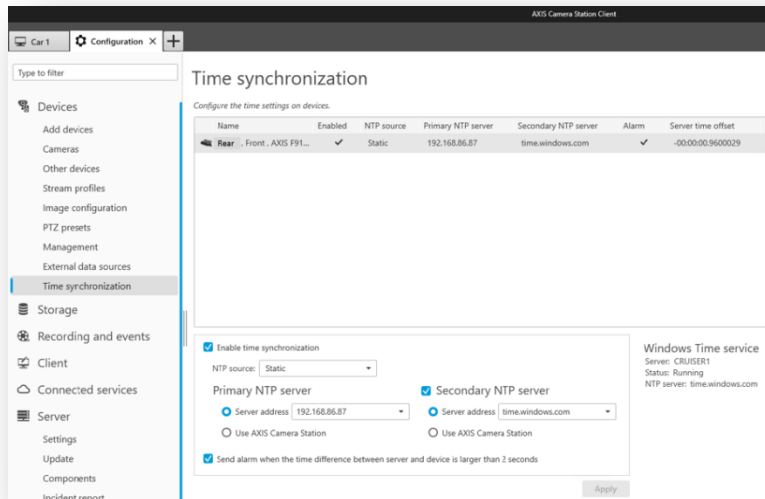 AXIS Camera Station Client
Car 1
Configuration
Type to filter
Devices
Add devices
Cameras
Other devices
Stream profiles
Image configuration
PTZ presets
Management
External data sources
Time synchronization
Storage
Recording and events
Client
Connected services
Server
Settings
Update
Components
Incident report
Time synchronization
Configure the time settings on devices.
Name Enabled NTP source Primary NTP server Secondary NTP server Alarm Server time offset
Rear , Front , AXIS F91... Static 192.168.86.87 time.windows.com -00:00:00.9600029
Enable time synchronization
NTP source: Static
Primary NTP server
Server address 192.168.86.87
Use AXIS Camera Station
Secondary NTP server
Server address time.windows.com
Use AXIS Camera Station
Send alarm when the time difference between server and device is larger than 2 seconds
Apply
Windows Time service
Server: CRUISER1
Status: Running
NTP server: time.windows.com